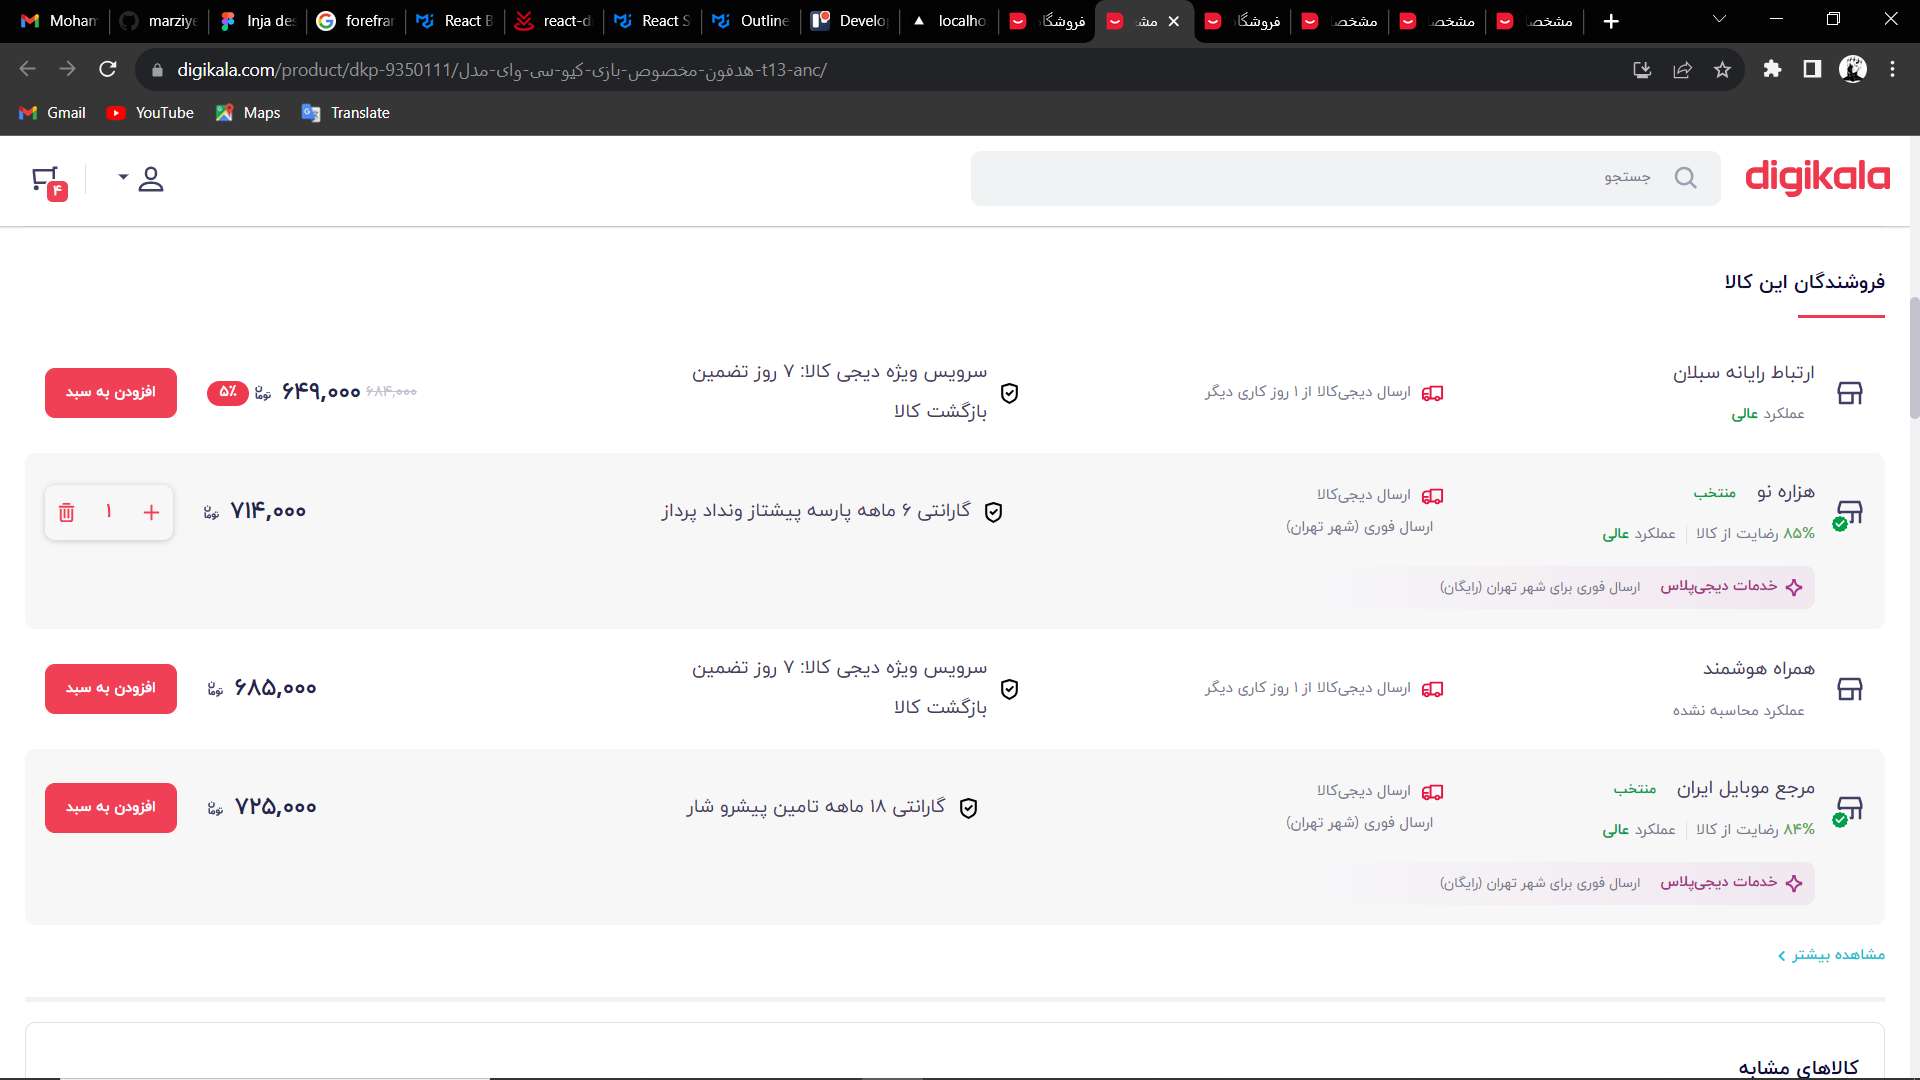 Moham
marziye
Inja des
forefrar
React B
react-d
React S
Outline
Develop
localho
فروشگا
مشخ
فروشگا
مشخصا
مشخصا
مشخصا
digikala.com/product/dkp-9350111/هدفون-مخصوص-بازی-کیو-سی-وای-مدل-t13-anc/
Gmail
YouTube
Maps
Translate
digikala
جستجو
۴
فروشندگان این کالا
ارتباط رایانه سبلان
عملکرد عالی
ارسال دیجی‌کالا از ۱ روز کاری دیگر
سرویس ویژه دیجی کالا: ۷ روز تضمین
بازگشت کالا
۶۸۴,۰۰۰
۶۴۹,۰۰۰ تومان
۵٪
افزودن به سبد
هزاره نو
منتخب
۸۵% رضایت از کالا
عملکرد عالی
ارسال دیجی‌کالا
ارسال فوری (شهر تهران)
گارانتی ۶ ماهه پارسه پیشتاز ونداد پرداز
۷۱۴,۰۰۰ تومان
۱
خدمات دیجی‌پلاس
ارسال فوری برای شهر تهران (رایگان)
همراه هوشمند
عملکرد محاسبه نشده
ارسال دیجی‌کالا از ۱ روز کاری دیگر
سرویس ویژه دیجی کالا: ۷ روز تضمین
بازگشت کالا
۶۸۵,۰۰۰ تومان
افزودن به سبد
مرجع موبایل ایران
منتخب
۸۴% رضایت از کالا
عملکرد عالی
ارسال دیجی‌کالا
ارسال فوری (شهر تهران)
گارانتی ۱۸ ماهه تامین پیشرو شار
۷۲۵,۰۰۰ تومان
افزودن به سبد
خدمات دیجی‌پلاس
ارسال فوری برای شهر تهران (رایگان)
مشاهده بیشتر
کالاهای مشابه